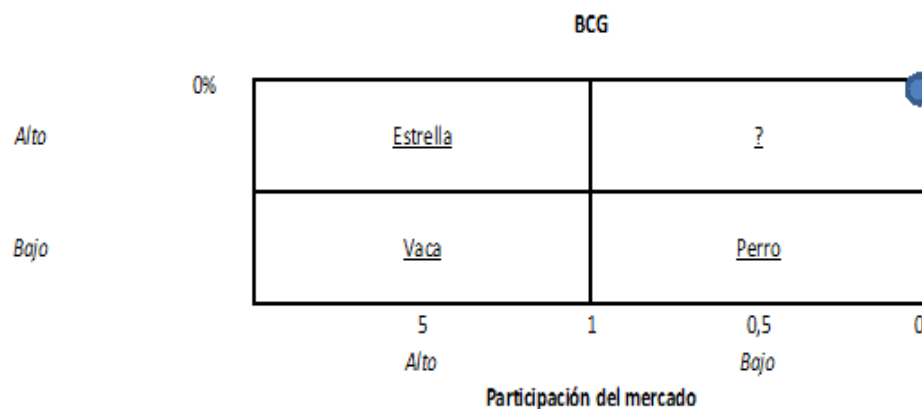 BCG
0%
Alto
Estrella
?
Bajo
Vaca
Perro
5
1
0,5
0
Alto
Bajo
Participación del mercado